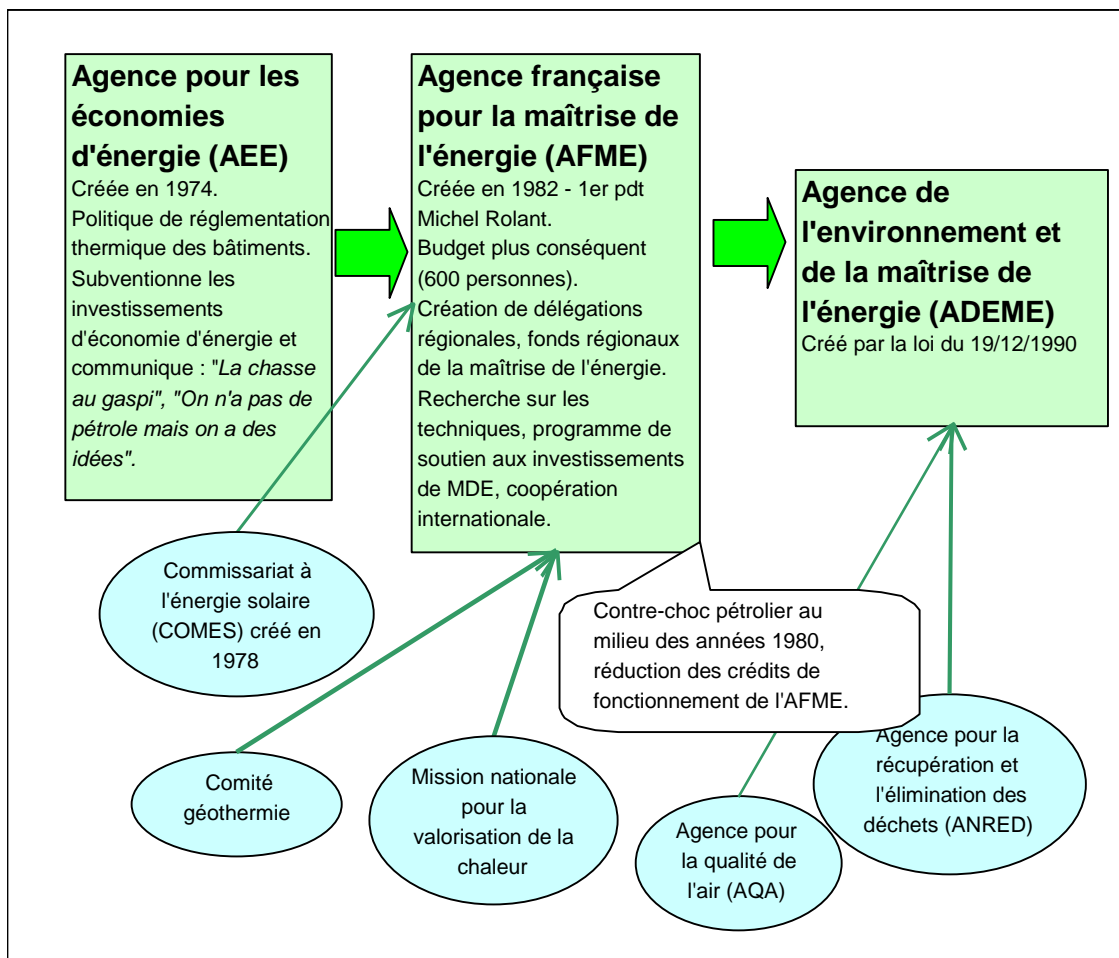 Agence pour les
économies
d'énergie (AEE)
Créée en 1974.
Politique de réglementation
thermique des bâtiments.
Subventionne les
investissements
d'économie d'énergie et
communique : "La chasse
au gaspi", "On n'a pas de
pétrole mais on a des
idées".
Agence française
pour la maîtrise de
l'énergie (AFME)
Créée en 1982 - 1er pdt
Michel Rolant.
Budget plus conséquent
(600 personnes).
Création de délégations
régionales, fonds régionaux
de la maîtrise de l'énergie.
Recherche sur les
techniques, programme de
soutien aux investissements
de MDE, coopération
internationale.
Agence de
l'environnement et
de la maîtrise de
l'énergie (ADEME)
Créé par la loi du 19/12/1990
Commissariat à
l'énergie solaire
(COMES) créé en
1978
Contre-choc pétrolier au
milieu des années 1980,
réduction des crédits de
fonctionnement de l'AFME.
Comité
géothermie
Mission nationale
pour la
valorisation de la
chaleur
Agence pour
la qualité de
l'air (AQA)
Agence pour la
récupération et
l'élimination des
déchets (ANRED)